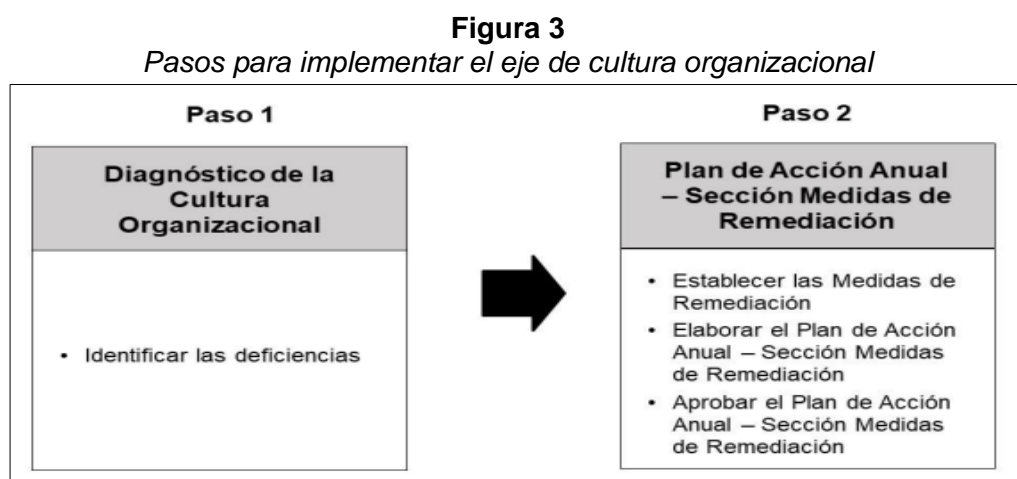 Figura 3
Pasos para implementar el eje de cultura organizacional
Paso 1
Diagnóstico de la
Cultura
Organizacional
• Identificar las deficiencias
Paso 2
Plan de Acción Anual
– Sección Medidas de
Remediación
• Establecer las Medidas de
Remediación
• Elaborar el Plan de Acción
Anual – Sección Medidas
de Remediación
• Aprobar el Plan de Acción
Anual – Sección Medidas
de Remediación